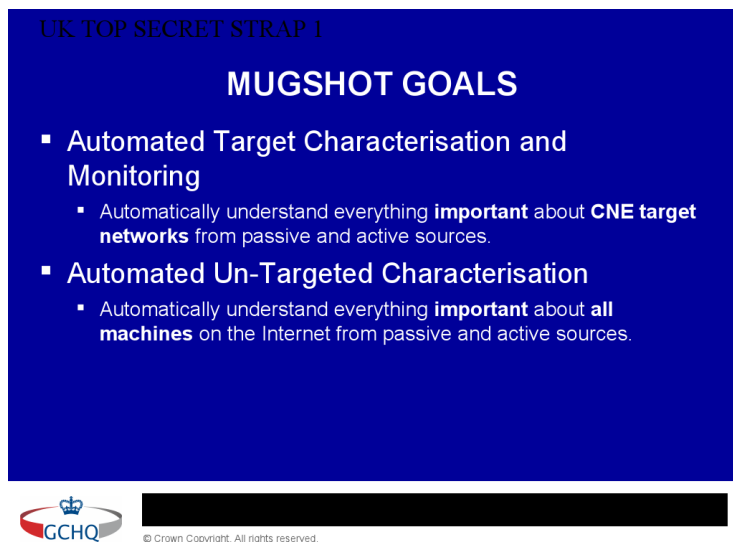 UK TOP SECRET STRAP 1
MUGSHOT GOALS
▪ Automated Target Characterisation and
Monitoring
▪ Automatically understand everything important about CNE target
networks from passive and active sources.
▪ Automated Un-Targeted Characterisation
▪ Automatically understand everything important about all
machines on the Internet from passive and active sources.
GCHQ
© Crown Copyright. All rights reserved.